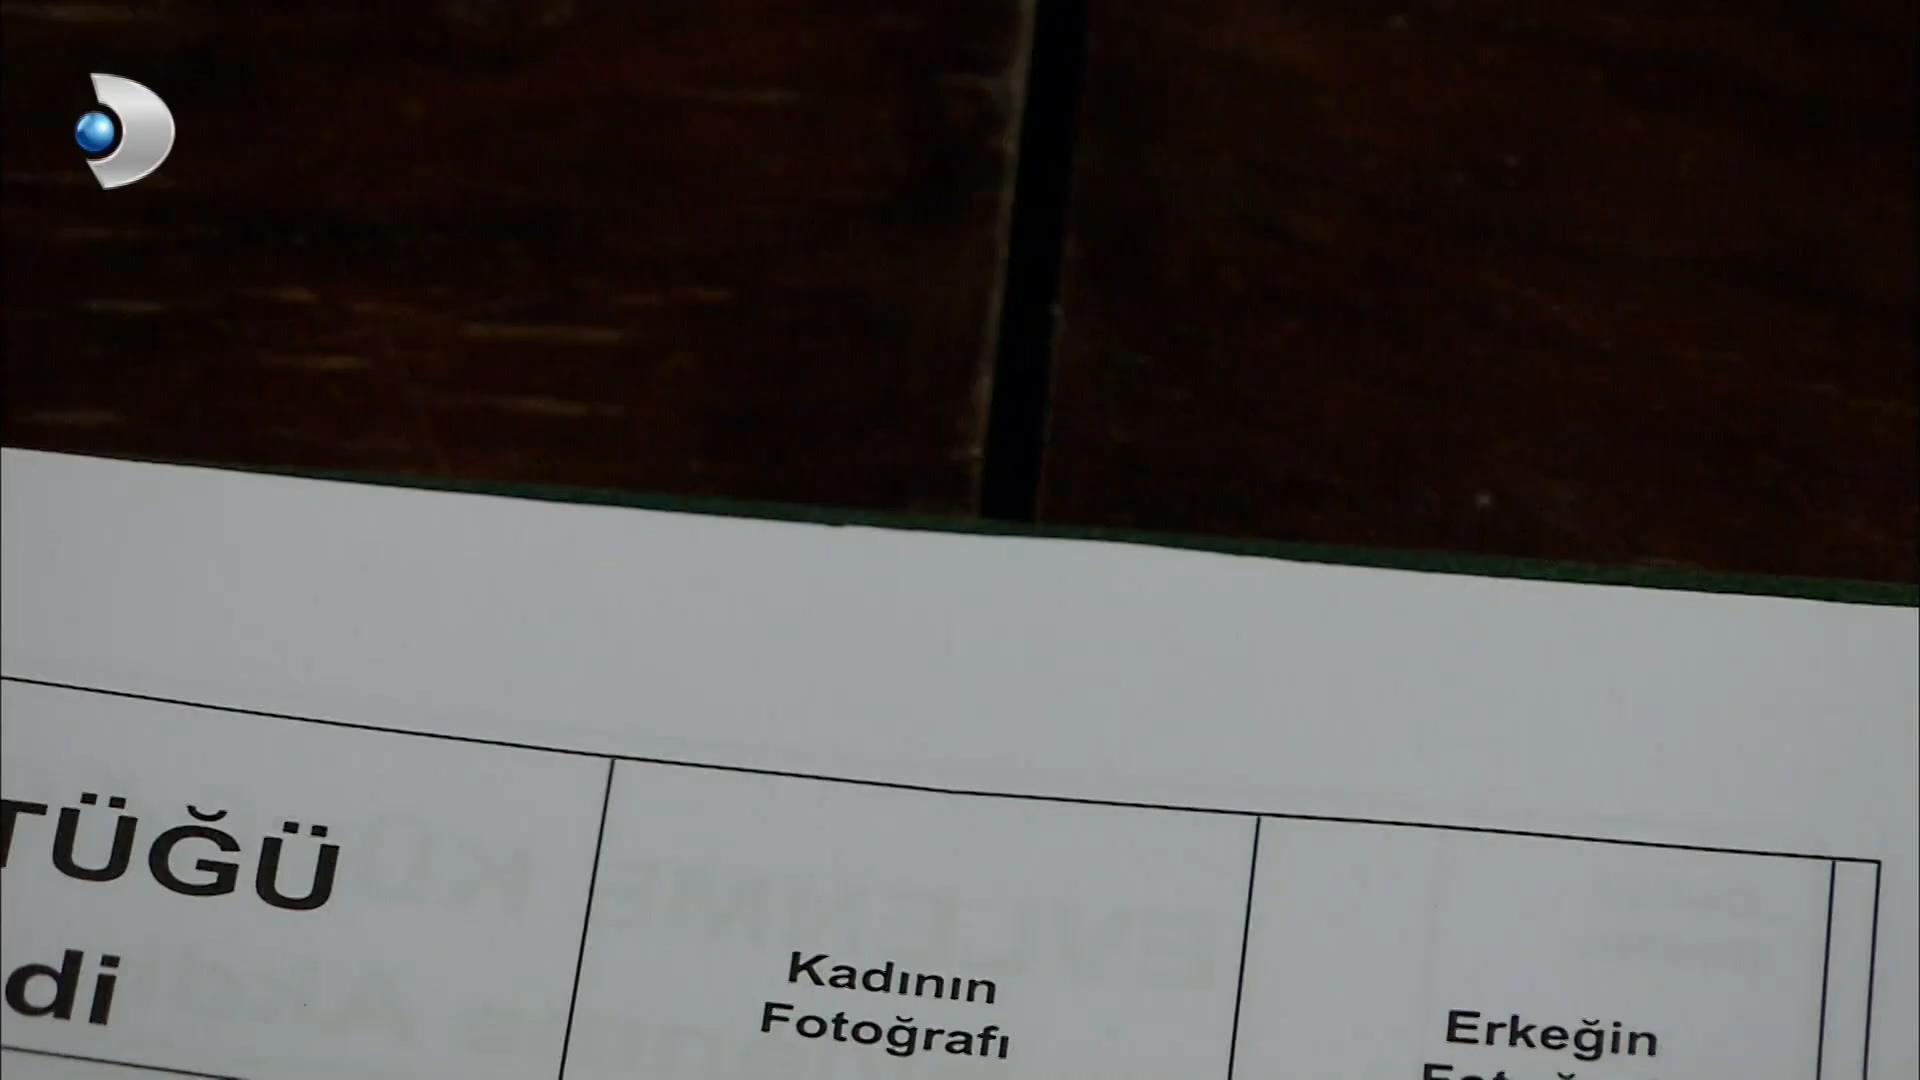 TÜĞÜ
di
Kadının
Fotoğrafı
Erkeğin